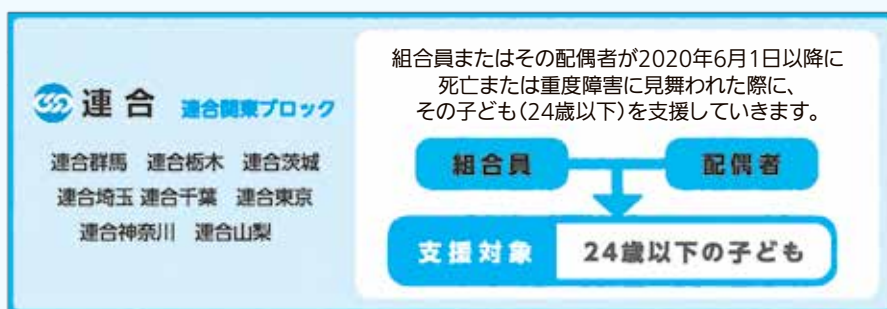 連合 連合関東ブロック
連合群馬 連合栃木 連合茨城
連合埼玉 連合千葉 連合東京
連合神奈川 連合山梨
組合員またはその配偶者が2020年6月1日以降に
死亡または重度障害に見舞われた際に、
その子ども(24歳以下)を支援していきます。
組合員 配偶者
支援対象 24歳以下の子ども